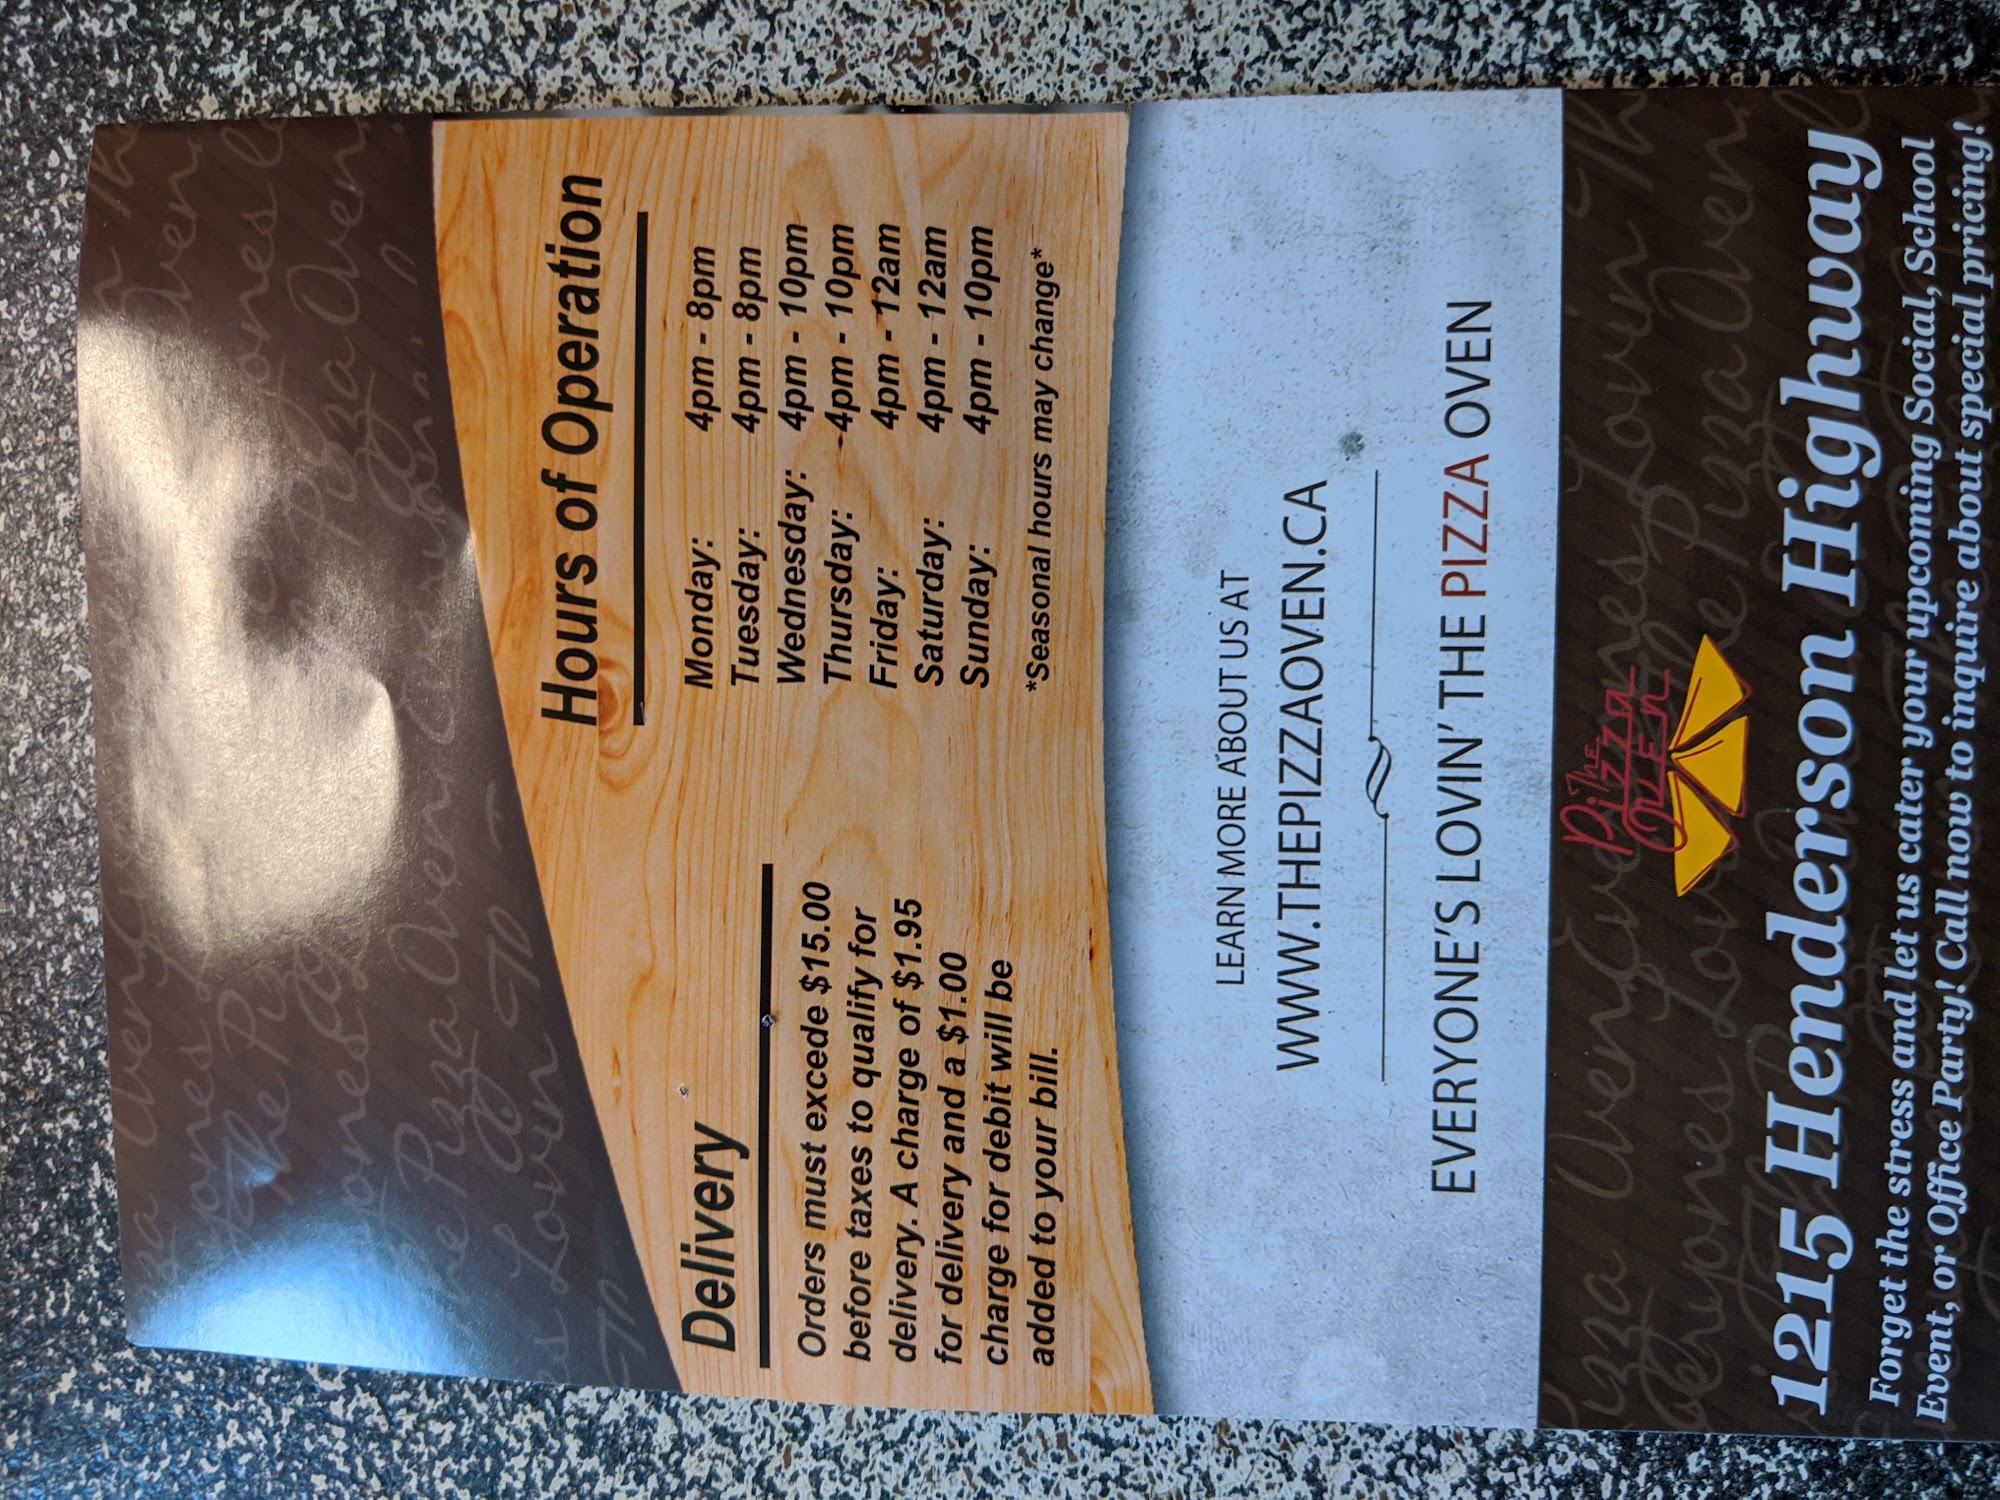 Hours of Operation
Monday: 4pm - 8pm
Tuesday: 4pm - 8pm
Wednesday: 4pm - 10pm
Thursday: 4pm - 10pm
Friday: 4pm - 12am
Saturday: 4pm - 12am
Sunday: 4pm - 10pm
*Seasonal hours may change*
Delivery
Orders must excede $15.00
before taxes to qualify for
delivery. A charge of $1.95
for delivery and a $1.00
charge for debit will be
added to your bill.
LEARN MORE ABOUT US AT
WWW.THEPIZZAOVEN.CA
EVERYONE'S LOVIN' THE PIZZA OVEN
The
Pizza
Oven
1215 Henderson Highway
Forget the stress and let us cater your upcoming Social, School
Event, or Office Party! Call now to inquire about special pricing!